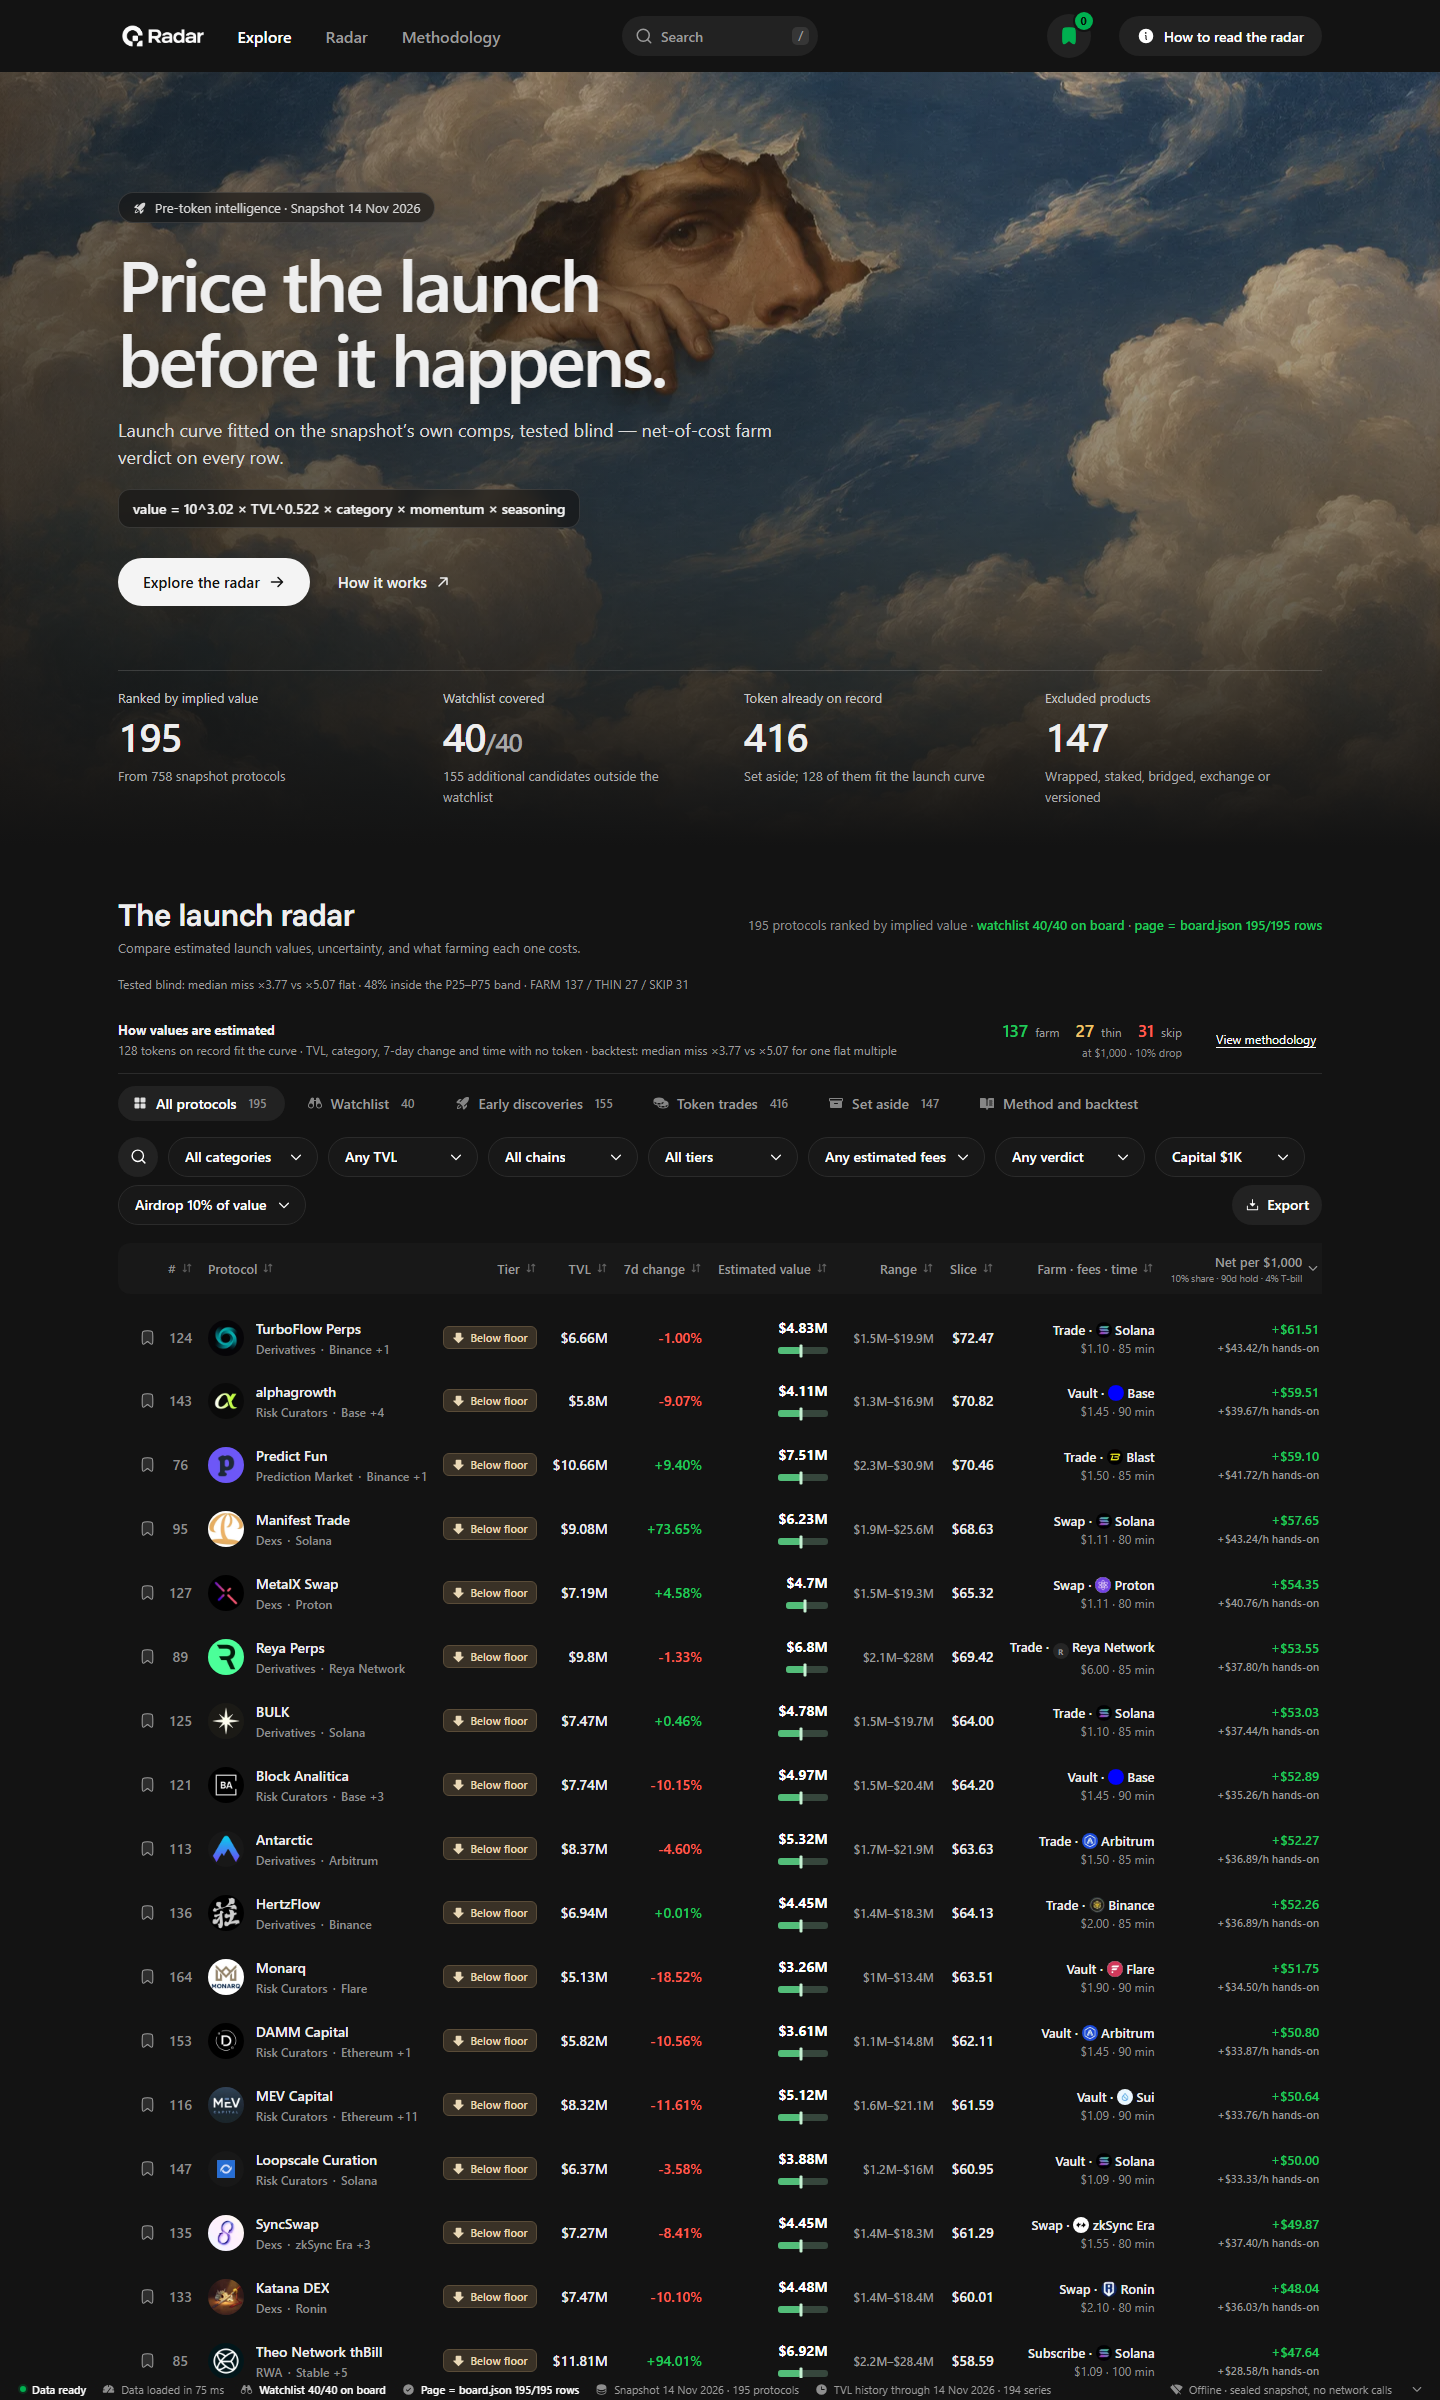 Radar
Explore
Radar
Methodology
Search
/
0
How to read the radar
Pre-token intelligence · Snapshot 14 Nov 2026
Price the launch
before it happens.
Launch curve fitted on the snapshot’s own comps, tested blind — net-of-cost farm
verdict on every row.
value = 10^3.02 × TVL^0.522 × category × momentum × seasoning
Explore the radar
How it works
Ranked by implied value
195
From 758 snapshot protocols
Watchlist covered
40/40
155 additional candidates outside the
watchlist
Token already on record
416
Set aside; 128 of them fit the launch curve
Excluded products
147
Wrapped, staked, bridged, exchange or
versioned
The launch radar
195 protocols ranked by implied value · watchlist 40/40 on board · page = board.json 195/195 rows
Compare estimated launch values, uncertainty, and what farming each one costs.
Tested blind: median miss ×3.77 vs ×5.07 flat · 48% inside the P25–P75 band · FARM 137 / THIN 27 / SKIP 31
How values are estimated
128 tokens on record fit the curve · TVL, category, 7-day change and time with no token · backtest: median miss ×3.77 vs ×5.07 for one flat multiple
137 farm 27 thin 31 skip
at $1,000 · 10% drop
View methodology
All protocols 195
Watchlist 40
Early discoveries 155
Token trades 416
Set aside 147
Method and backtest
All categories
Any TVL
All chains
All tiers
Any estimated fees
Any verdict
Capital $1K
Airdrop 10% of value
Export
# Protocol Tier TVL 7d change Estimated value Range Slice Farm · fees · time Net per $1,000
10% share · 90d hold · 4% T-bill
124 TurboFlow Perps Below floor $6.66M -1.00% $4.83M $1.5M–$19.9M $72.47 Trade · Solana +$61.51
Derivatives · Binance +1 $1.10 · 85 min +$43.42/h hands-on
143 alphagrowth Below floor $5.8M -9.07% $4.11M $1.3M–$16.9M $70.82 Vault · Base +$59.51
Risk Curators · Base +4 $1.45 · 90 min +$39.67/h hands-on
76 Predict Fun Below floor $10.66M +9.40% $7.51M $2.3M–$30.9M $70.46 Trade · Blast +$59.10
Prediction Market · Binance +1 $1.50 · 85 min +$41.72/h hands-on
95 Manifest Trade Below floor $9.08M +73.65% $6.23M $1.9M–$25.6M $68.63 Swap · Solana +$57.65
Dexs · Solana $1.11 · 80 min +$43.24/h hands-on
127 MetalX Swap Below floor $7.19M +4.58% $4.7M $1.5M–$19.3M $65.32 Swap · Proton +$54.35
Dexs · Proton $1.11 · 80 min +$40.76/h hands-on
89 Reya Perps Below floor $9.8M -1.33% $6.8M $2.1M–$28M $69.42 Trade · R Reya Network +$53.55
Derivatives · Reya Network $6.00 · 85 min +$37.80/h hands-on
125 BULK Below floor $7.47M +0.46% $4.78M $1.5M–$19.7M $64.00 Trade · Solana +$53.03
Derivatives · Solana $1.10 · 85 min +$37.44/h hands-on
121 BA Block Analitica Below floor $7.74M -10.15% $4.97M $1.5M–$20.4M $64.20 Vault · Base +$52.89
Risk Curators · Base +3 $1.45 · 90 min +$35.26/h hands-on
113 Antarctic Below floor $8.37M -4.60% $5.32M $1.7M–$21.9M $63.63 Trade · Arbitrum +$52.27
Derivatives · Arbitrum $1.50 · 85 min +$36.89/h hands-on
136 HertzFlow Below floor $6.94M +0.01% $4.45M $1.4M–$18.3M $64.13 Trade · Binance +$52.26
Derivatives · Binance $2.00 · 85 min +$36.89/h hands-on
164 MONARQ Monarq Below floor $5.13M -18.52% $3.26M $1M–$13.4M $63.51 Vault · Flare +$51.75
Risk Curators · Flare $1.90 · 90 min +$34.50/h hands-on
153 D DAMM Capital Below floor $5.82M -10.56% $3.61M $1.1M–$14.8M $62.11 Vault · Arbitrum +$50.80
Risk Curators · Ethereum +1 $1.45 · 90 min +$33.87/h hands-on
116 MEV CAPITAL MEV Capital Below floor $8.32M -11.61% $5.12M $1.6M–$21.1M $61.59 Vault · Sui +$50.64
Risk Curators · Ethereum +11 $1.09 · 90 min +$33.76/h hands-on
147 Loopscale Curation Below floor $6.37M -3.58% $3.88M $1.2M–$16M $60.95 Vault · Solana +$50.00
Risk Curators · Solana $1.09 · 90 min +$33.33/h hands-on
135 SyncSwap Below floor $7.27M -8.41% $4.45M $1.4M–$18.3M $61.29 Swap · zkSync Era +$49.87
Dexs · zkSync Era +3 $1.55 · 80 min +$37.40/h hands-on
133 Katana DEX Below floor $7.47M -10.10% $4.48M $1.4M–$18.4M $60.01 Swap · Ronin +$48.04
Dexs · Ronin $2.10 · 80 min +$36.03/h hands-on
85 Theo Network thBill Below floor $11.81M +94.01% $6.92M $2.2M–$28.4M $58.59 Subscribe · Solana +$47.64
RWA · Stable +5 $1.09 · 100 min +$28.58/h hands-on
Data ready Data loaded in 75 ms Watchlist 40/40 on board Page = board.json 195/195 rows Snapshot 14 Nov 2026 · 195 protocols TVL history through 14 Nov 2026 · 194 series Offline · sealed snapshot, no network calls